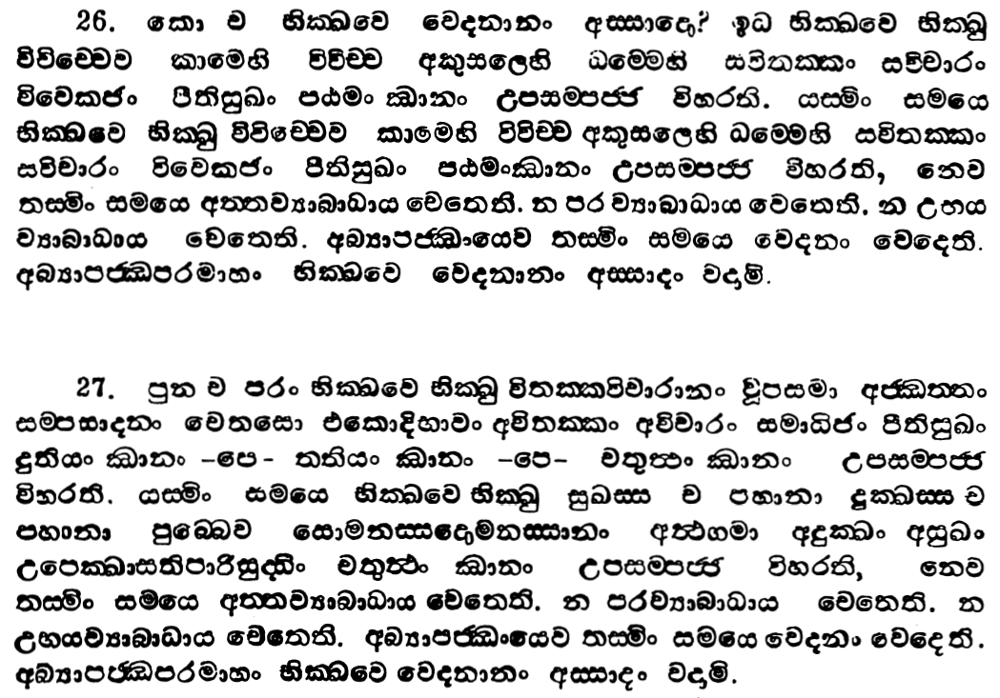 26. කො ච භික්ඛවෙ වෙදනානං අස්සාදො? ඉධ භික්ඛවෙ භික්ඛු
විවිච්චෙව කාමෙහි විවිච්ච අකුසලෙහි ධම්මෙහි සවිතක්කං සවිචාරං
විවෙකජං පීතිසුඛං පඨමං ඣානං උපසම්පජ්ජ විහරති. යස්මිං සමයෙ
භික්ඛවෙ භික්ඛු විවිච්චෙව කාමෙහි විවිච්ච අකුසලෙහි ධම්මෙහි සවිතක්කං
සවිචාරං විවෙකජං පීතිසුඛං පඨමංඣානං උපසම්පජ්ජ විහරති, නෙව
තස්මිං සමයෙ අත්තව්‍යාබාධාය චෙතෙති. න පර ව්‍යාබාධාය චෙතෙති. න උභය
ව්‍යාබාධාය චෙතෙති. අබ්‍යාපජ්ඣංයෙව තස්මිං සමයෙ වෙදනං වෙදෙති.
අබ්‍යාපජ්ඣපරමාහං භික්ඛවෙ වෙදනානං අස්සාදං වදාමි.
27. පුන ච පරං භික්ඛවෙ භික්ඛු විතක්කවිචාරානං වූපසමා අජ්ඣත්තං
සම්පසාදනං චෙතසො එකොදිභාවං අවිතක්කං අවිචාරං සමාධිජං පීතිසුඛං
දුතියං ඣානං -පෙ- තතියං ඣානං -පෙ- චතුත්ථං ඣානං උපසම්පජ්ජ
විහරති. යස්මිං සමයෙ භික්ඛවෙ භික්ඛු සුඛස්ස ච පහානා දුක්ඛස්ස ච
පහානා පුබ්බෙව සොමනස්සදොමනස්සානං අත්ථගමා අදුක්ඛං අසුඛං
උපෙක්ඛාසතිපාරිසුද්ධිං චතුත්ථං ඣානං උපසම්පජ්ජ විහරති, නෙව
තස්මිං සමයෙ අත්තව්‍යාබාධාය චෙතෙති. න පරව්‍යාබාධාය චෙතෙති. න
උභයව්‍යාබාධාය චෙතෙති. අබ්‍යාපජ්ඣංයෙව තස්මිං සමයෙ වෙදනං වෙදෙති.
අබ්‍යාපජ්ඣපරමාහං භික්ඛවෙ වෙදනානං අස්සාදං වදාමි.